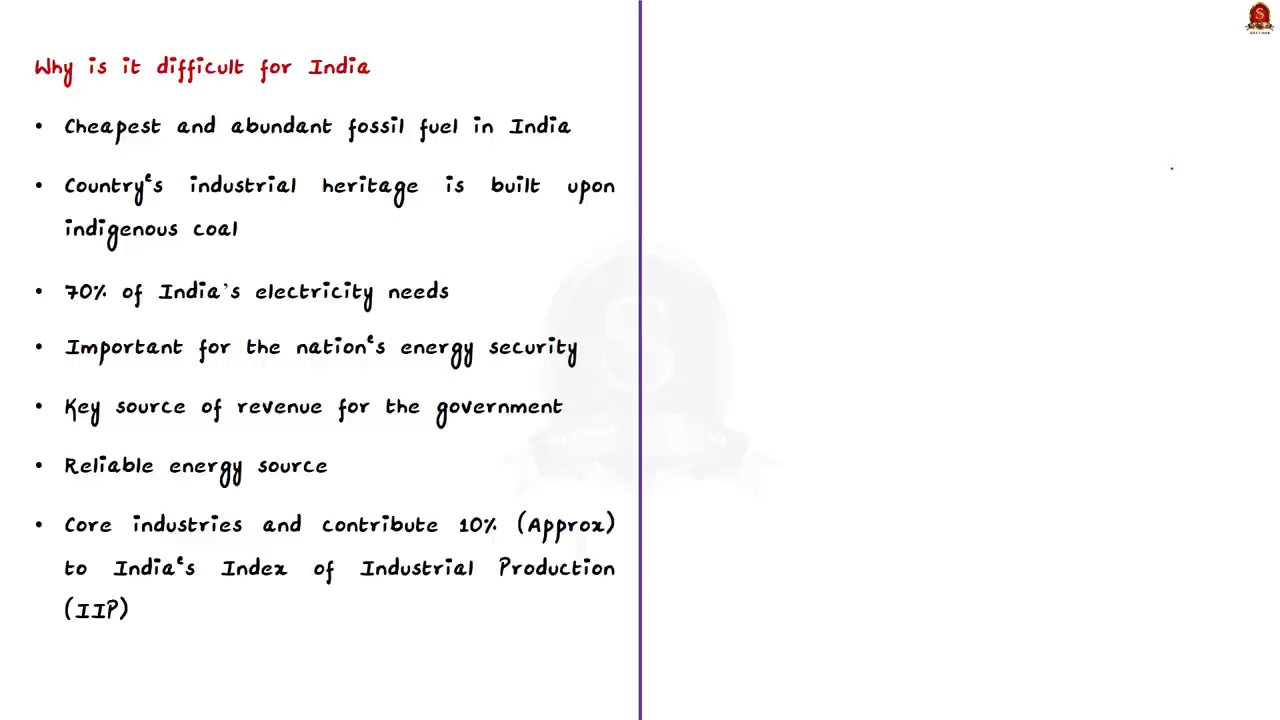 Why is it difficult for India
• Cheapest and abundant fossil fuel in India
• Country‛s industrial heritage is built upon
indigenous coal
• 70% of India's electricity needs
• Important for the nation‛s energy security
• Key source of revenue for the government
• Reliable energy source
• Core industries and contribute 10% (Approx)
to India‛s Index of Industrial Production
(IIP)